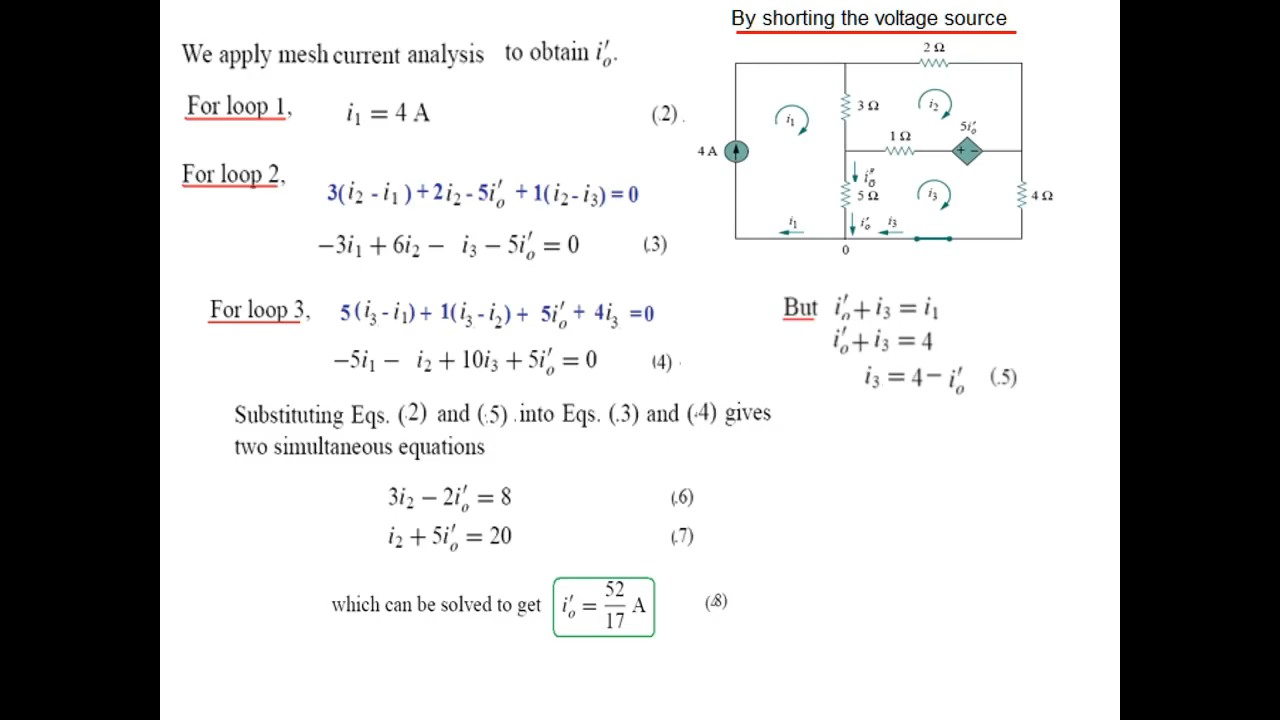 By shorting the voltage source
We apply mesh current analysis to obtain i′ₒ.
For loop 1, i₁ = 4 A (.2) .
For loop 2,
3(i₂ - i₁) + 2i₂ - 5i′ₒ + 1(i₂ - i₃) = 0
−3i₁ + 6i₂ − i₃ − 5i′ₒ = 0 (.3)
For loop 3, 5(i₃ - i₁) + 1(i₃ - i₂) + 5i′ₒ + 4i₃ = 0
−5i₁ − i₂ + 10i₃ + 5i′ₒ = 0 (.4) .
Substituting Eqs. (.2) and (.5) .into Eqs. (.3) and (.4) gives
two simultaneous equations
3i₂ − 2i′ₒ = 8 (.6)
i₂ + 5i′ₒ = 20 (.7)
which can be solved to get i′ₒ = 52/17 A (.8)
2 Ω
3 Ω
i₁
i₂
1 Ω
5i′ₒ
+ −
4 A
5 Ω
i₃
4 Ω
i₁
i′ₒ
i₃
0
But i′ₒ + i₃ = i₁
i′ₒ + i₃ = 4
i₃ = 4 − i′ₒ (.5)